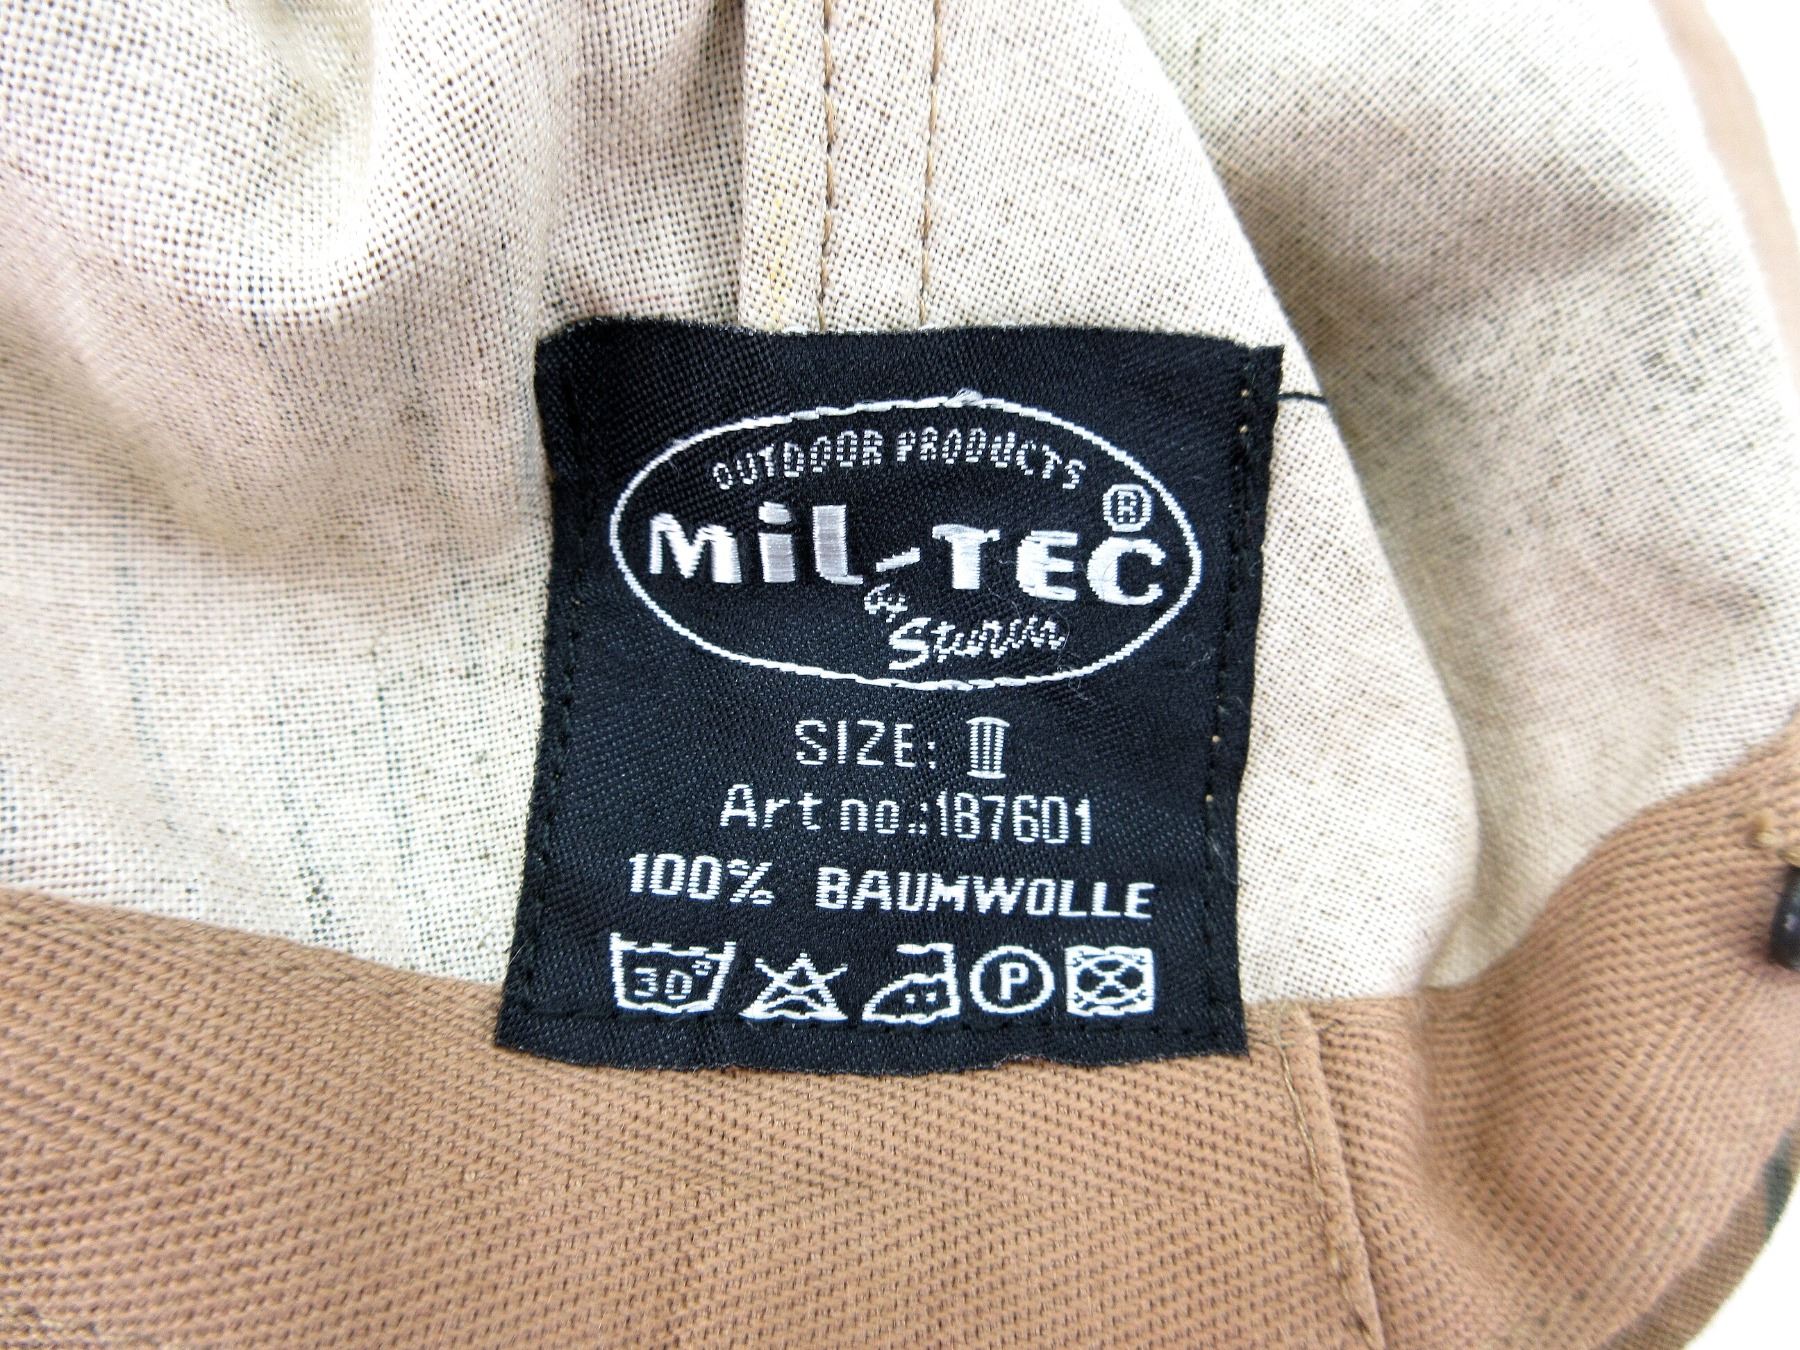 OUTDOOR PRODUCTS
MiL-TEC ®
by
Sturm
SIZE: III
Art no.:187601
100% BAUMWOLLE
30°
P